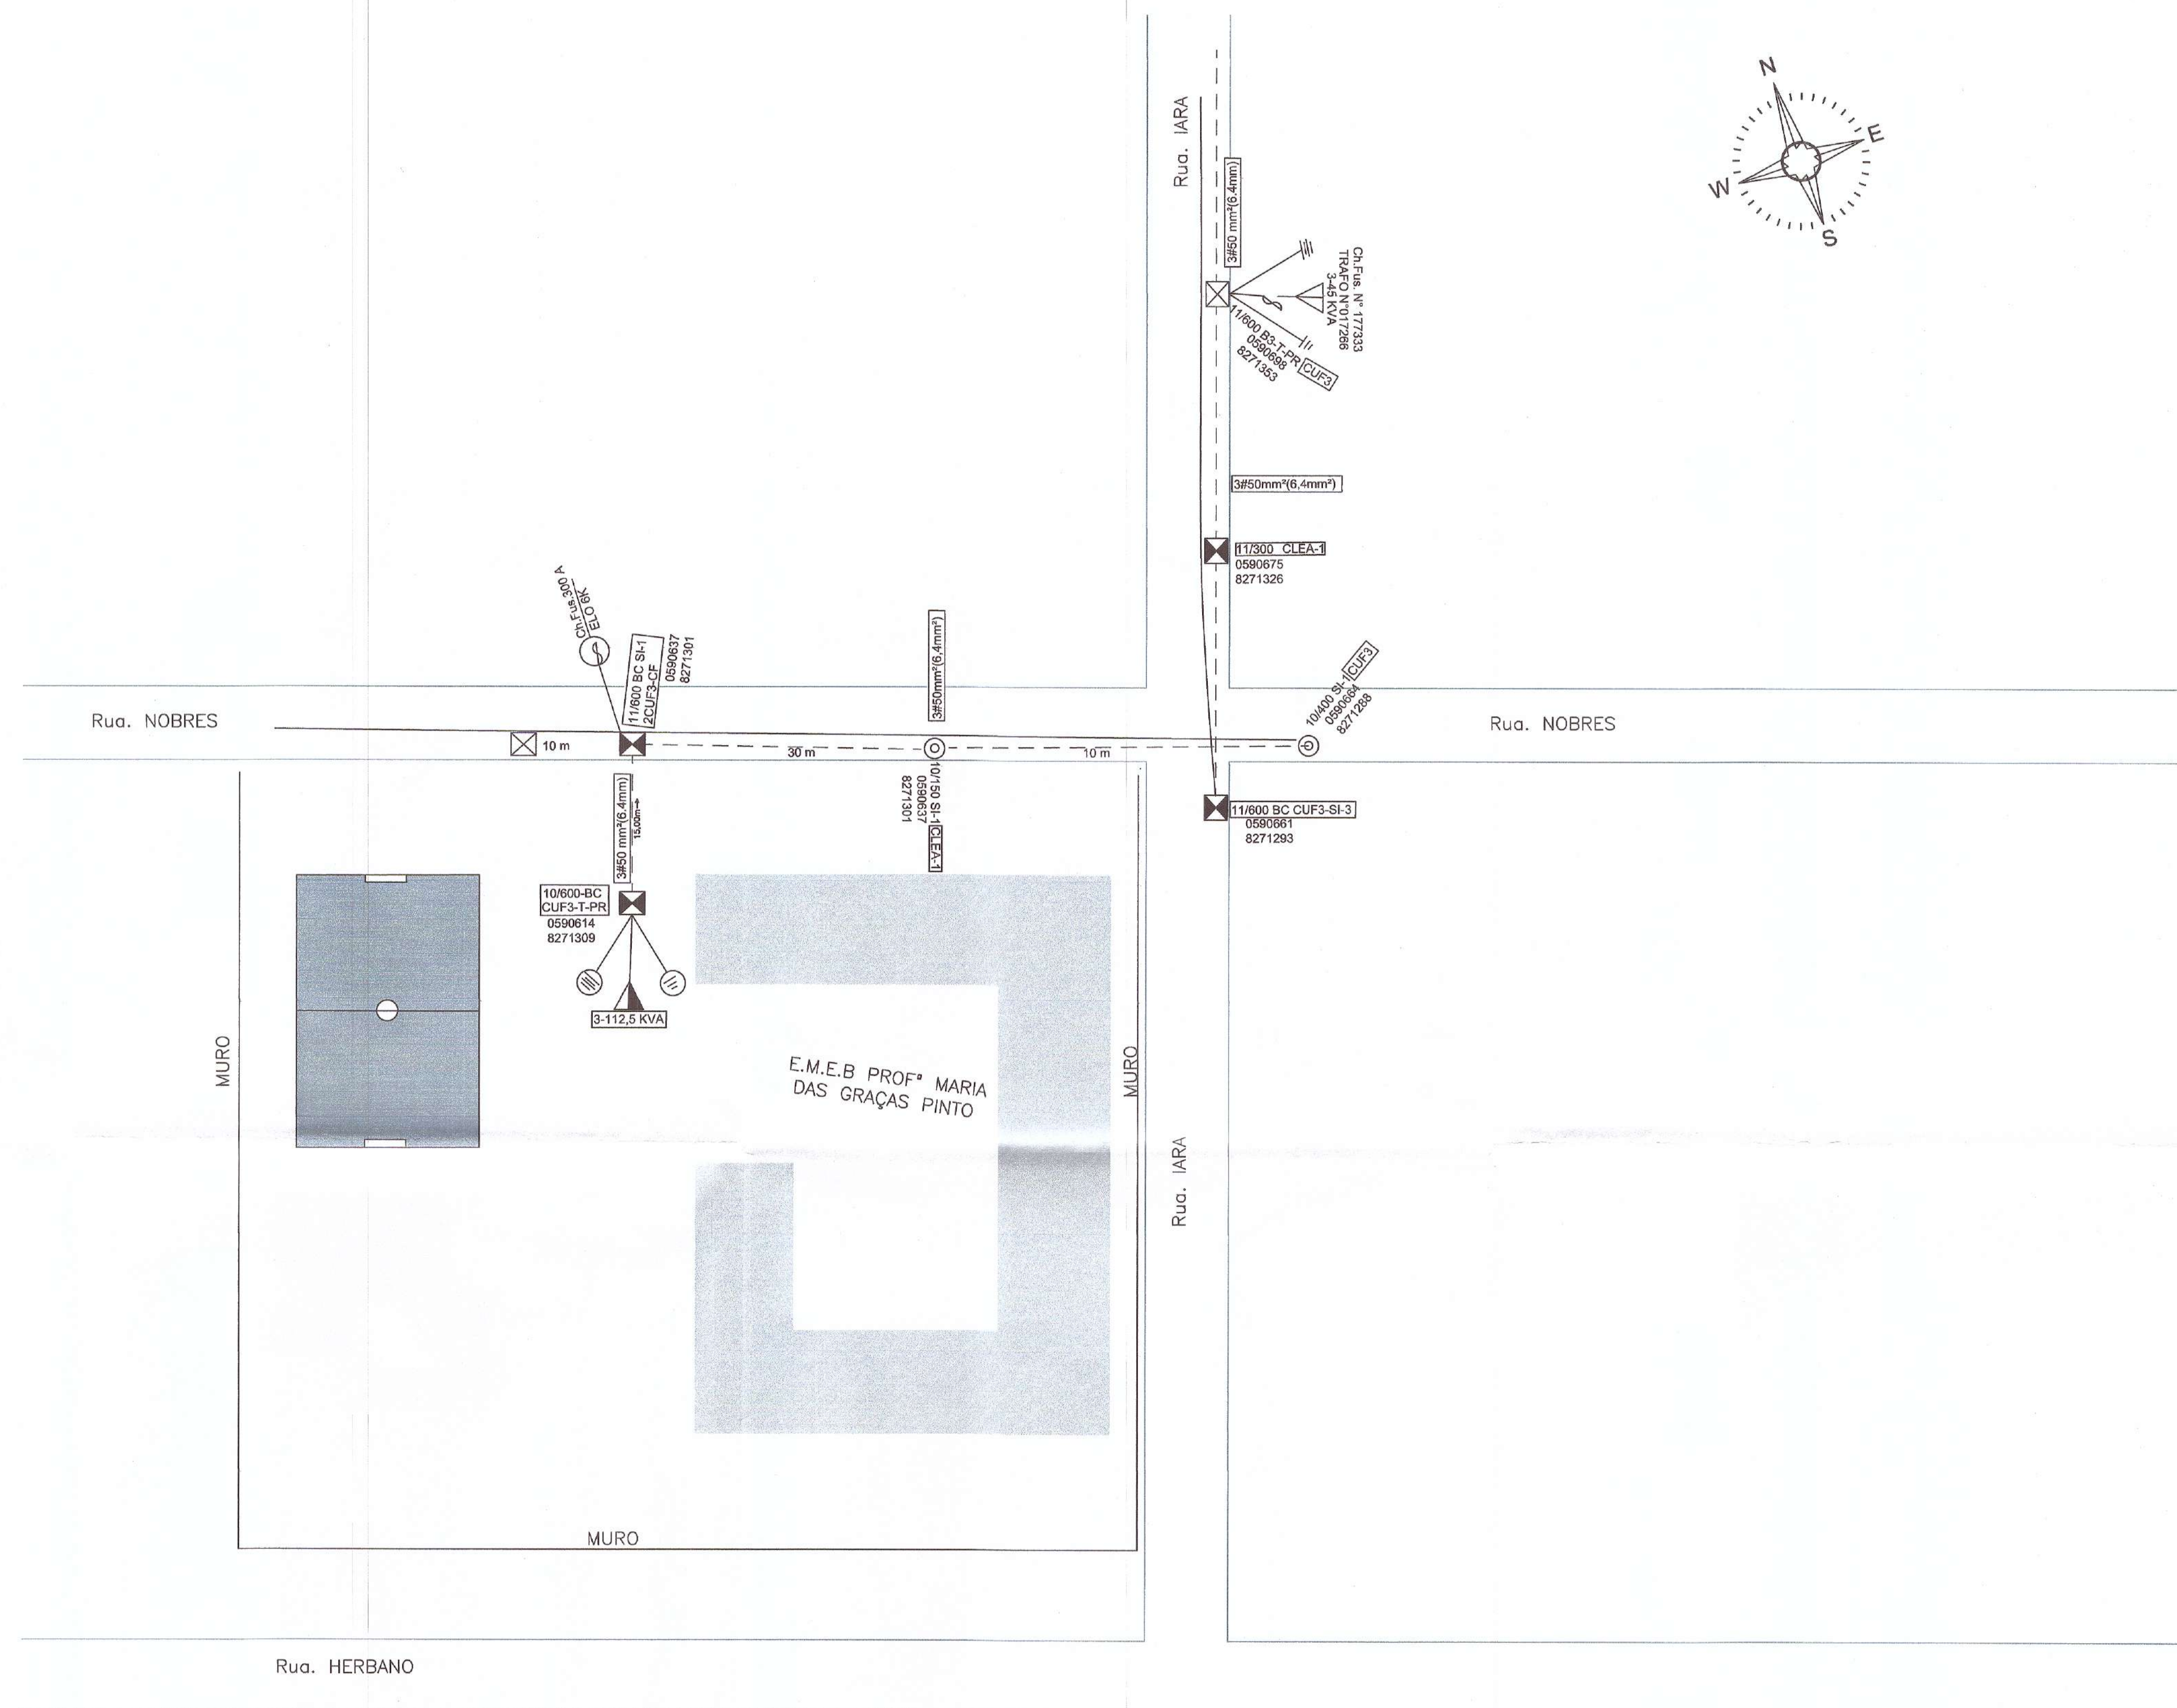 N
E
W
S
Rua. IARA
3#50 mm²(6.4mm)
Ch.Fus. N° 177333
TRAFO N°017266
3-45 KVA
11/600 B3-T-PR CUF3
0590698
8271353
3#50mm²(6,4mm²)
11/300 CLEA-1
0590675
8271326
Ch.Fus.300 A
ELO 6K
11/600 BC SI-1
2CUF3-CF
0590637
8271301
3#50mm²(6,4mm²)
10/400 SI-1 CUF3
0590664
8271288
Rua. NOBRES
10 m
30 m
10 m
Rua. NOBRES
3#50 mm²(6.4mm)
15,00m
10/150 SI-1 CLEA-1
0590637
8271301
11/600 BC CUF3-SI-3
0590661
8271293
10/600-BC
CUF3-T-PR
0590614
8271309
3-112,5 KVA
MURO
E.M.E.B PROFª MARIA
DAS GRAÇAS PINTO
MURO
Rua. IARA
MURO
Rua. HERBANO